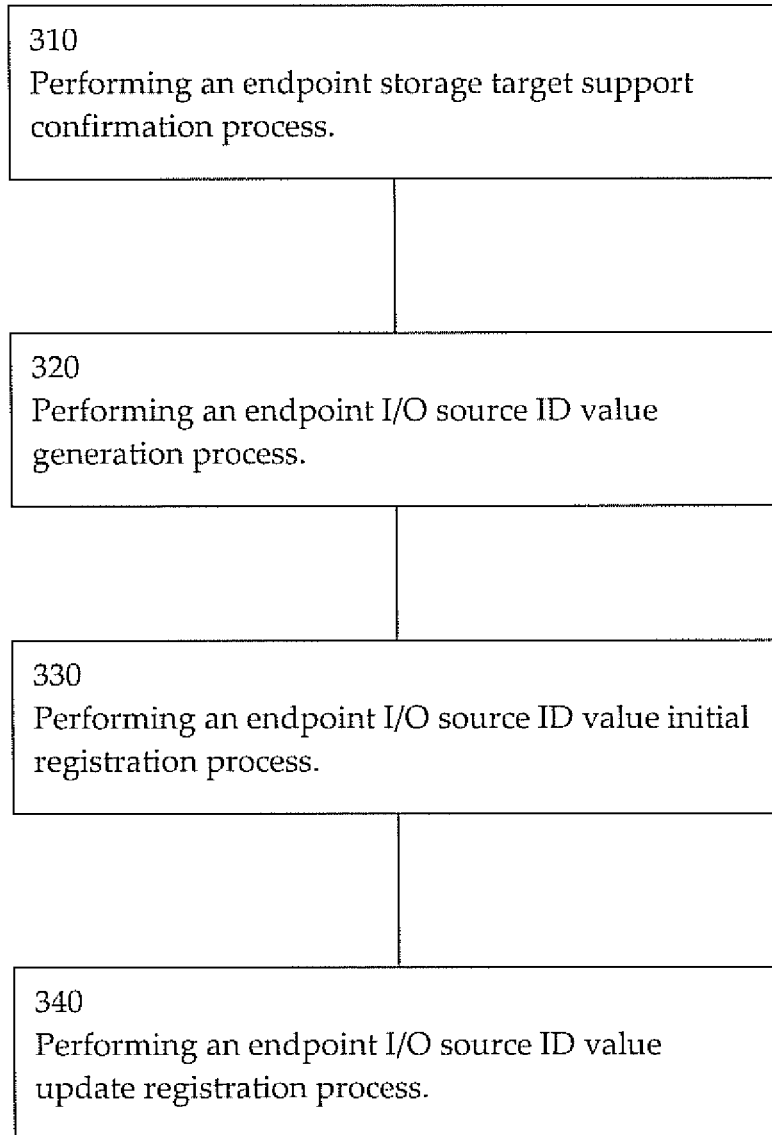 310
Performing an endpoint storage target support
confirmation process.
320
Performing an endpoint I/O source ID value
generation process.
330
Performing an endpoint I/O source ID value initial
registration process.
340
Performing an endpoint I/O source ID value
update registration process.